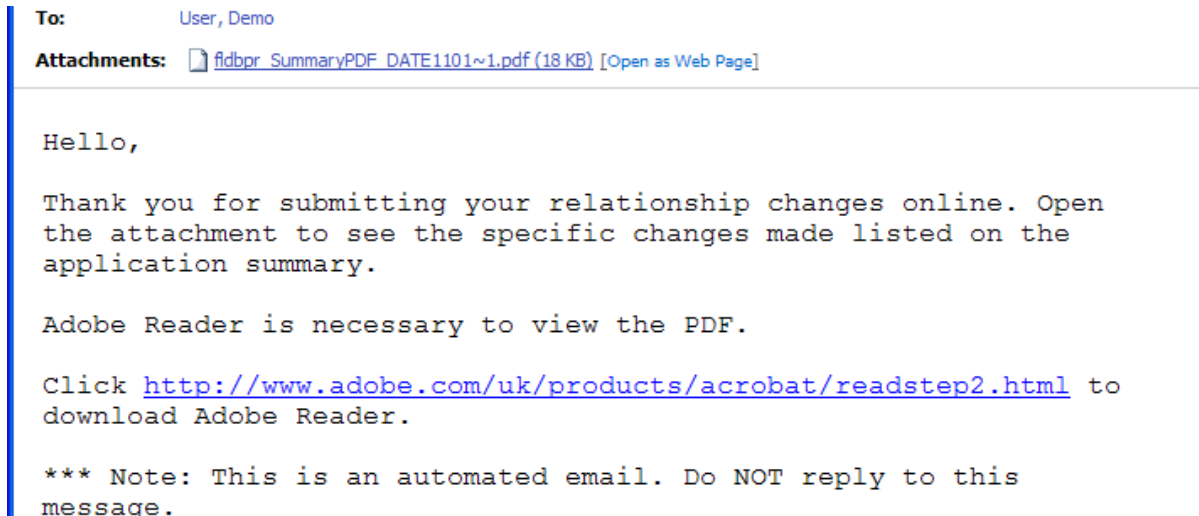 To: User, Demo
Attachments: fldbpr_SummaryPDF_DATE1101~1.pdf (18 KB) [Open as Web Page]
Hello,
Thank you for submitting your relationship changes online. Open
the attachment to see the specific changes made listed on the
application summary.
Adobe Reader is necessary to view the PDF.
Click http://www.adobe.com/uk/products/acrobat/readstep2.html to
download Adobe Reader.
*** Note: This is an automated email. Do NOT reply to this
message.